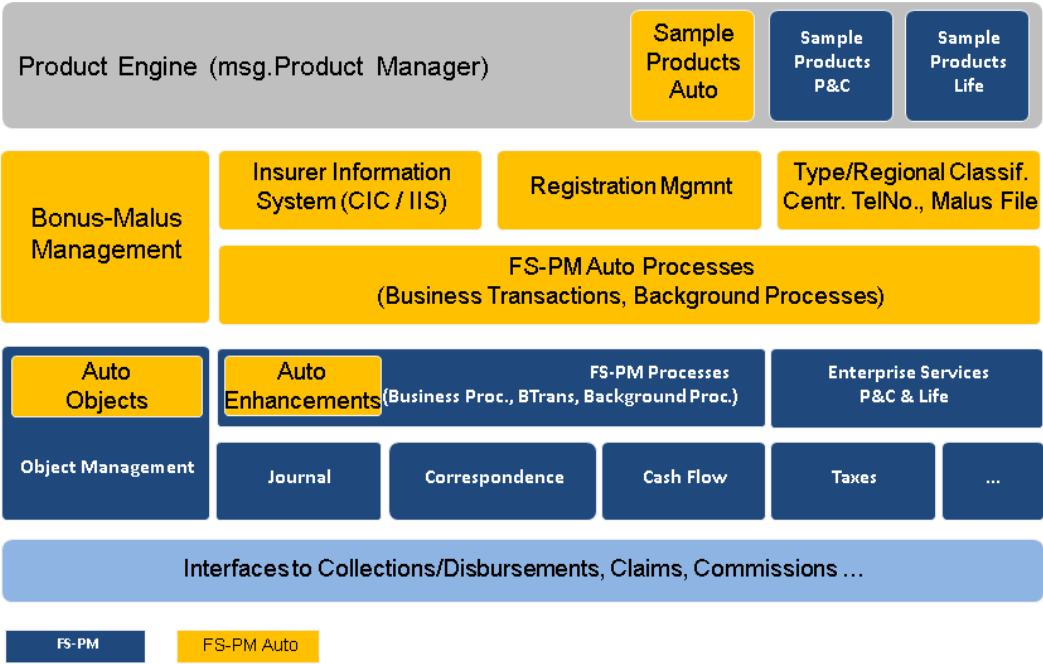 Product Engine (msg.Product Manager)
Sample
Products
Auto
Sample
Products
P&C
Sample
Products
Life
Bonus-Malus
Management
Insurer Information
System (CIC / IIS)
Registration Mgmnt
Type/Regional Classif.
Centr. TelNo., Malus File
FS-PM Auto Processes
(Business Transactions, Background Processes)
Auto
Objects
Object Management
Auto
Enhancements
FS-PM Processes
(Business Proc., BTrans, Background Proc.)
Enterprise Services
P&C & Life
Journal
Correspondence
Cash Flow
Taxes
...
Interfaces to Collections/Disbursements, Claims, Commissions ...
FS-PM
FS-PM Auto